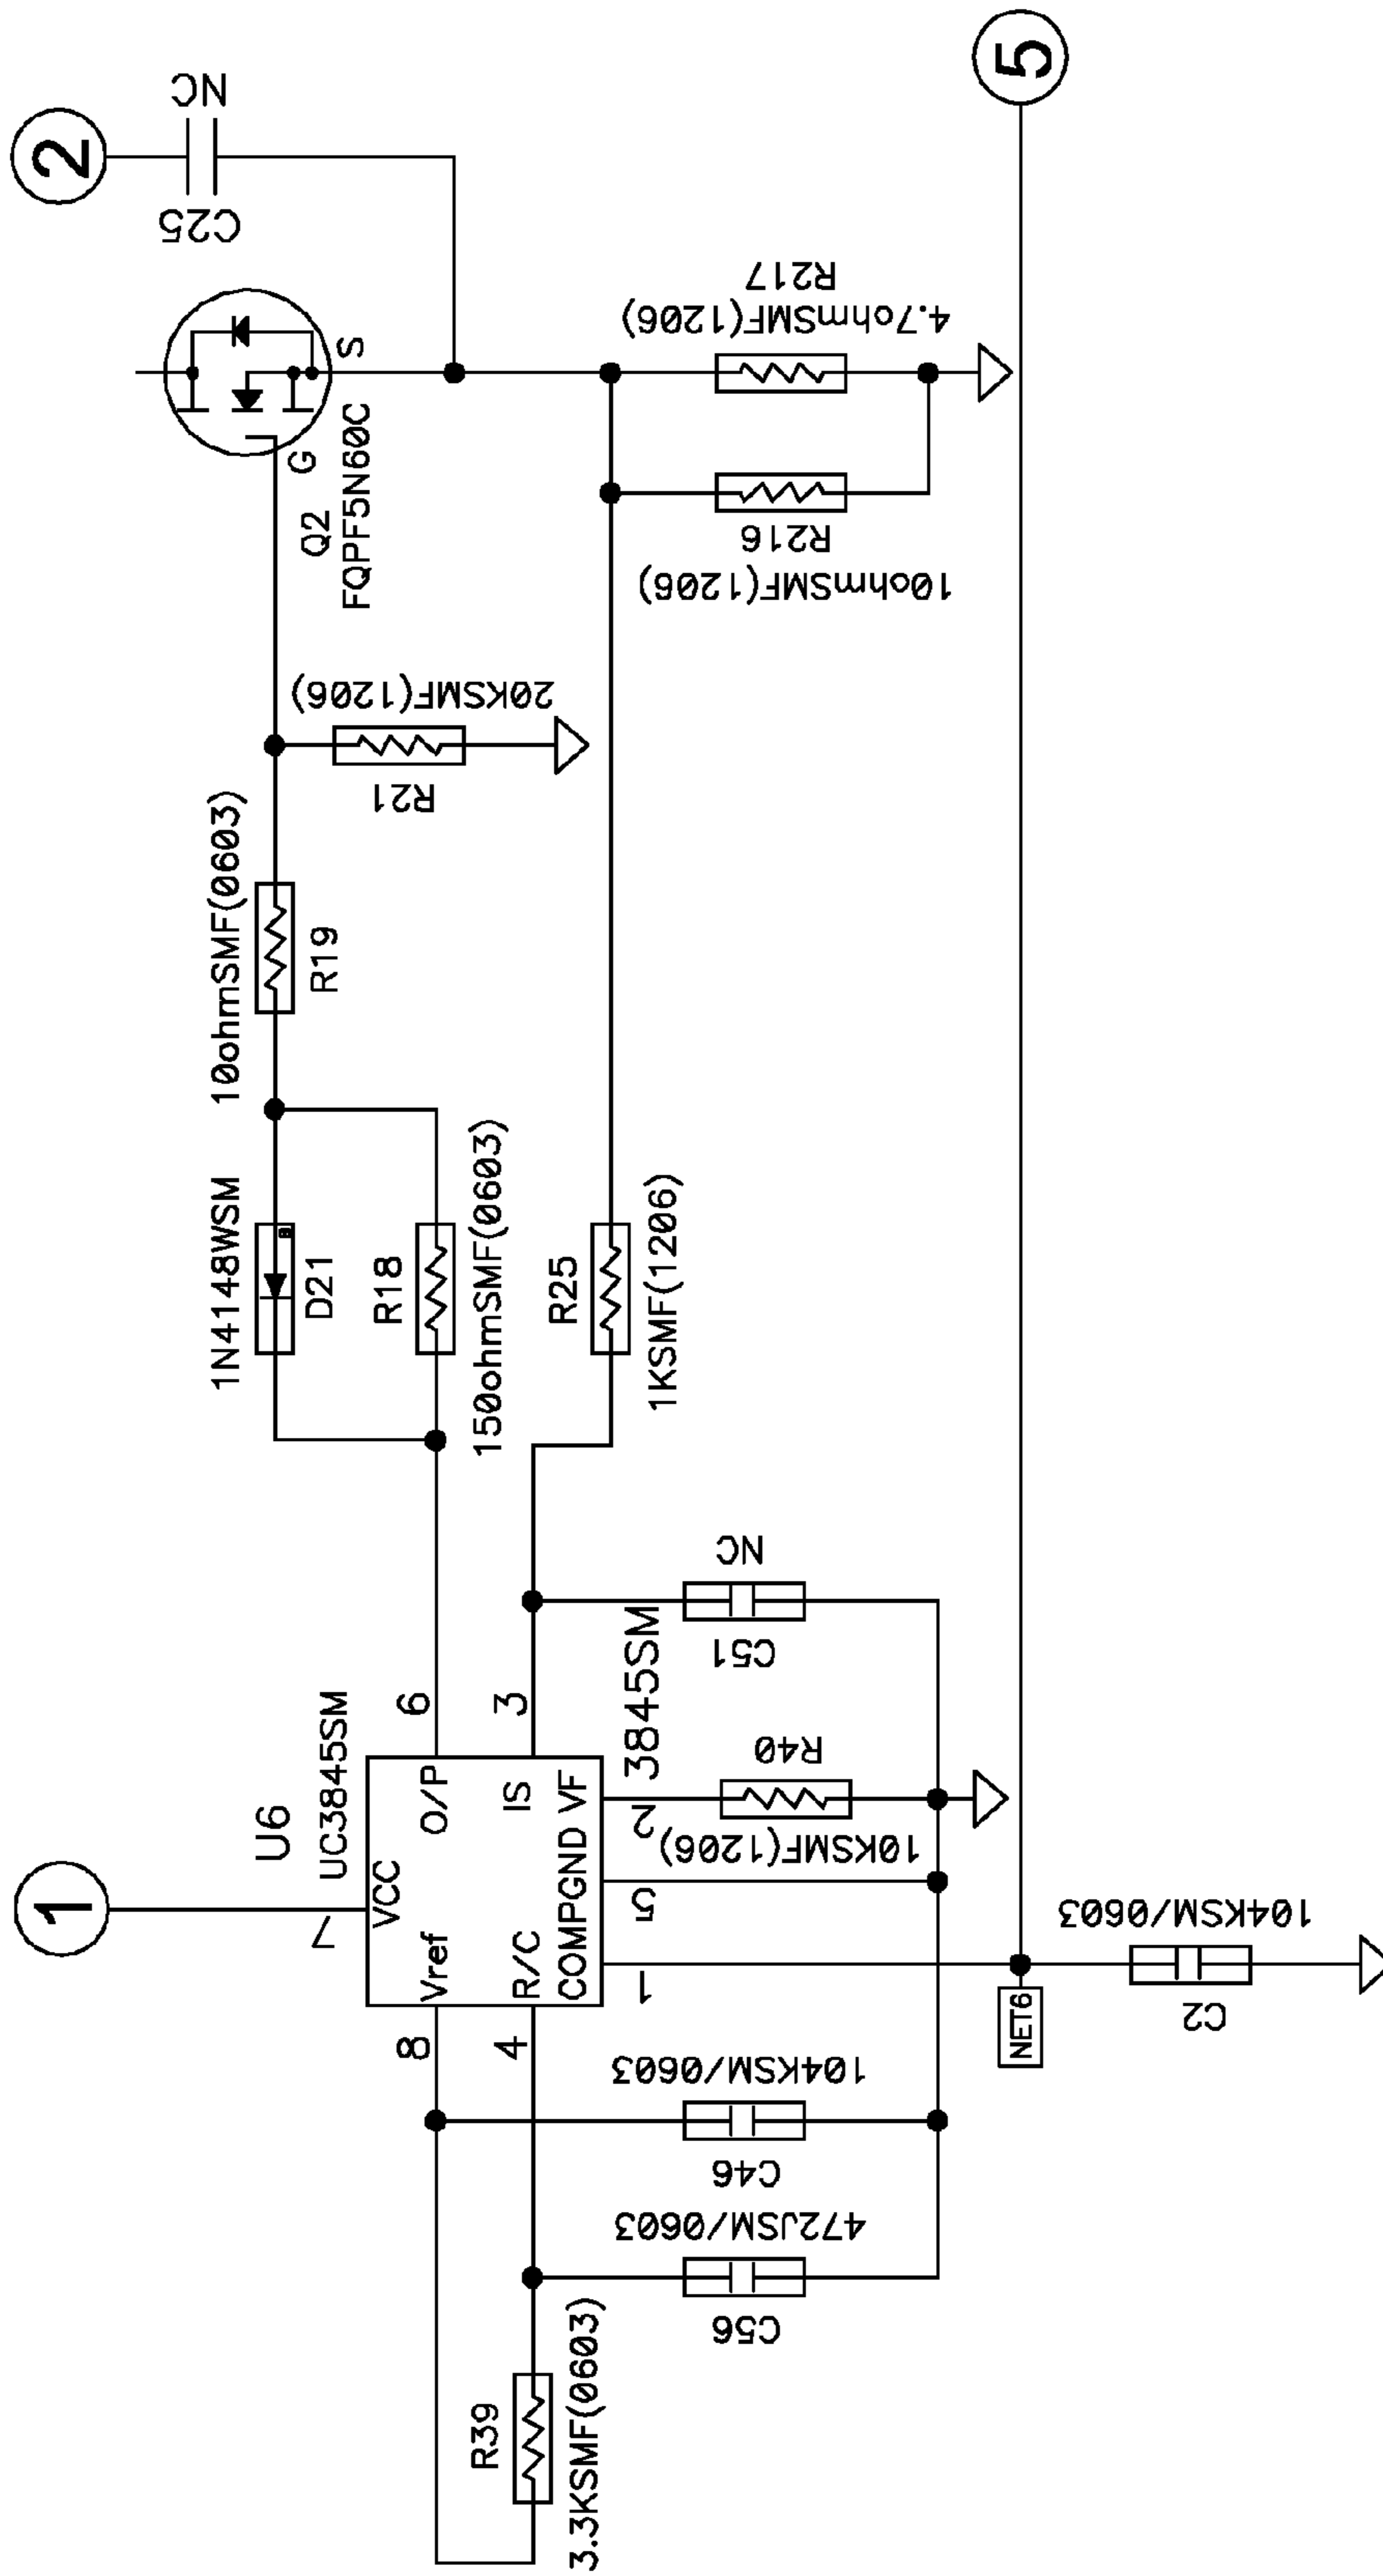 1
7
U6
UC3845SM
VCC
Vref
O/P
R/C
IS
COMPGND VF
8
4
6
3
1
5
2
3845SM
R39
3.3KSMF(0603)
C56
472JSM/0603
C46
104KSM/0603
NET6
C2
104KSM/0603
R40
10KSMF(1206)
C51
NC
1N4148WSM
D21
R18
150ohmSMF(0603)
R25
1KSMF(1206)
10ohmSMF(0603)
R19
R21
20KSMF(1206)
Q2
FQPF5N60C
G
S
R216
10ohmSMF(1206)
R217
4.7ohmSMF(1206)
2
C25
NC
5